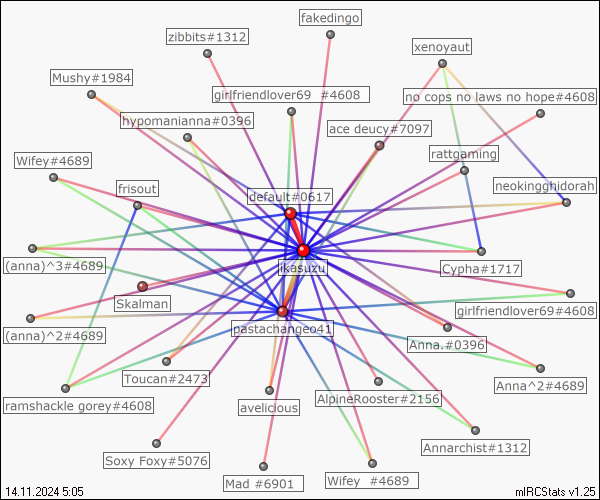 fakedingo
zibbits#1312
xenoyaut
Mushy#1984
girlfriendlover69 #4608
no cops no laws no hope#4608
hypomanianna#0396
ace deucy#7097
rattgaming
Wifey#4689
frisout
default#0617
neokingghidorah
ikasuzu
(anna)^3#4689
Cypha#1717
Skalman
girlfriendlover69#4608
pastachangeo41
(anna)^2#4689
Anna.#0396
Toucan#2473
Anna^2#4689
ramshackle gorey#4608
avelicious
AlpineRooster#2156
Annarchist#1312
Soxy Foxy#5076
Mad #6901
Wifey #4689
14.11.2024 5:05
mIRCStats v1.25